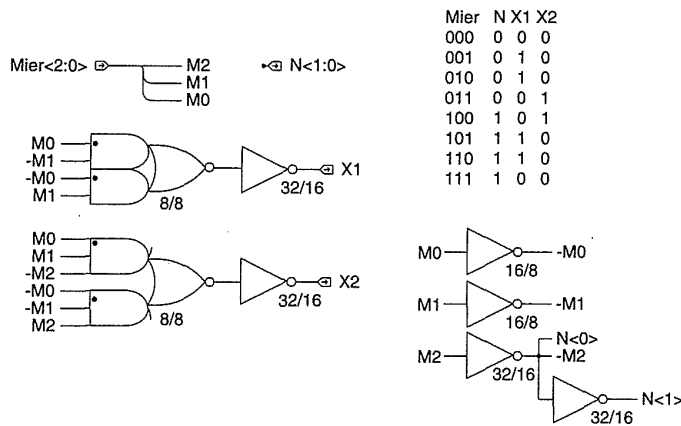 Mier N X1 X2
000 0 0 0
001 0 1 0
010 0 1 0
011 0 0 1
100 1 0 1
101 1 1 0
110 1 1 0
111 1 0 0
Mier<2:0>
M2
M1
M0
N<1:0>
M0
-M1
-M0
M1
8/8
32/16
X1
M0
M1
-M2
-M0
-M1
M2
8/8
32/16
X2
M0
16/8
-M0
M1
16/8
-M1
M2
32/16
N<0>
-M2
32/16
N<1>